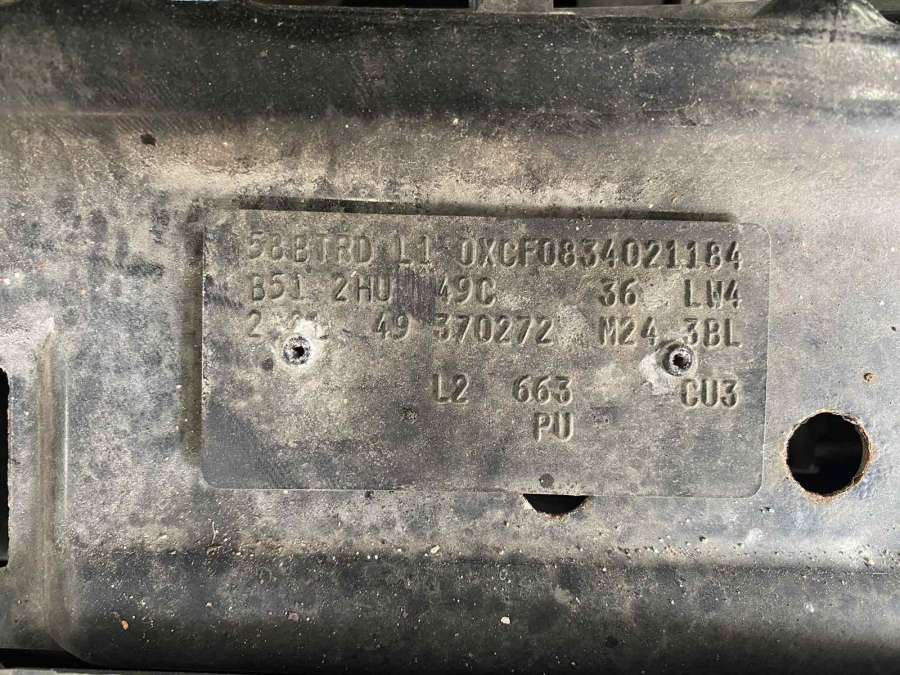 58BTRD L1 0XCF0834021184
B51 2HU 49C 36 LW4
49 370272 M24 3BL
L2 663 CU3
PU